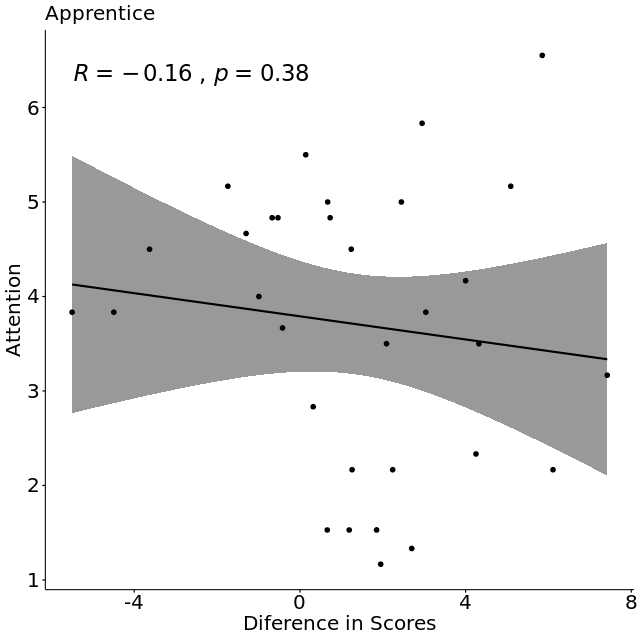 Apprentice
R = −0.16 , p = 0.38
6
5
4
3
2
1
Attention
-4 0 4 8
Diference in Scores